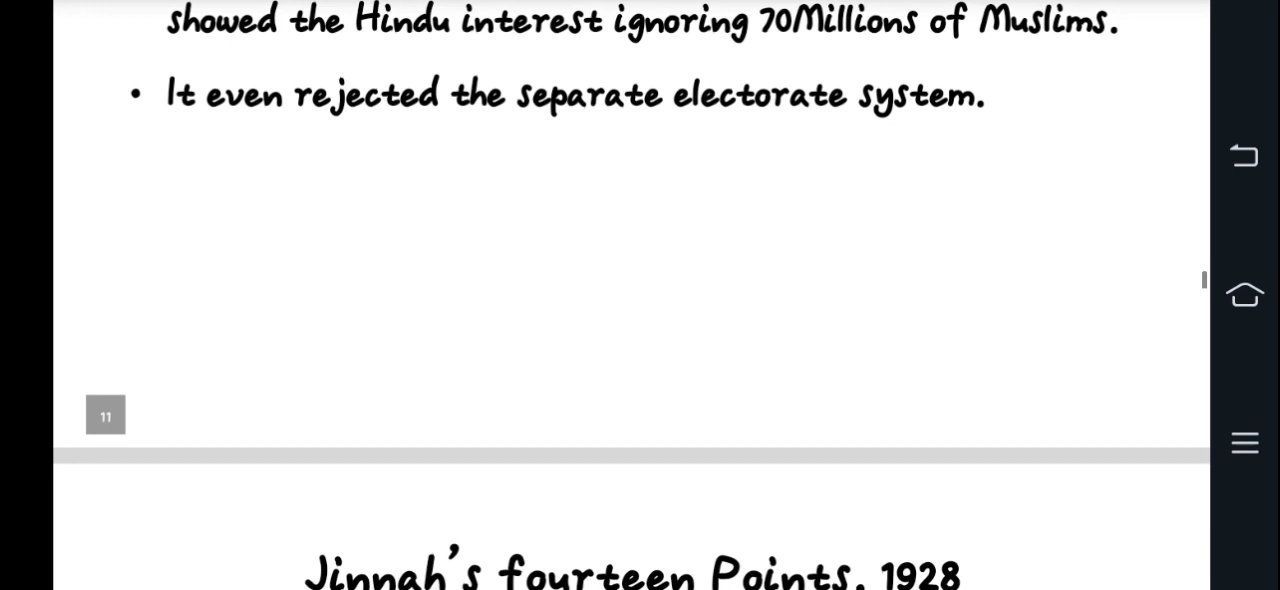 showed the Hindu interest ignoring 70Millions of Muslims.
• It even rejected the separate electorate system.
11
Jinnah's fourteen Points, 1928